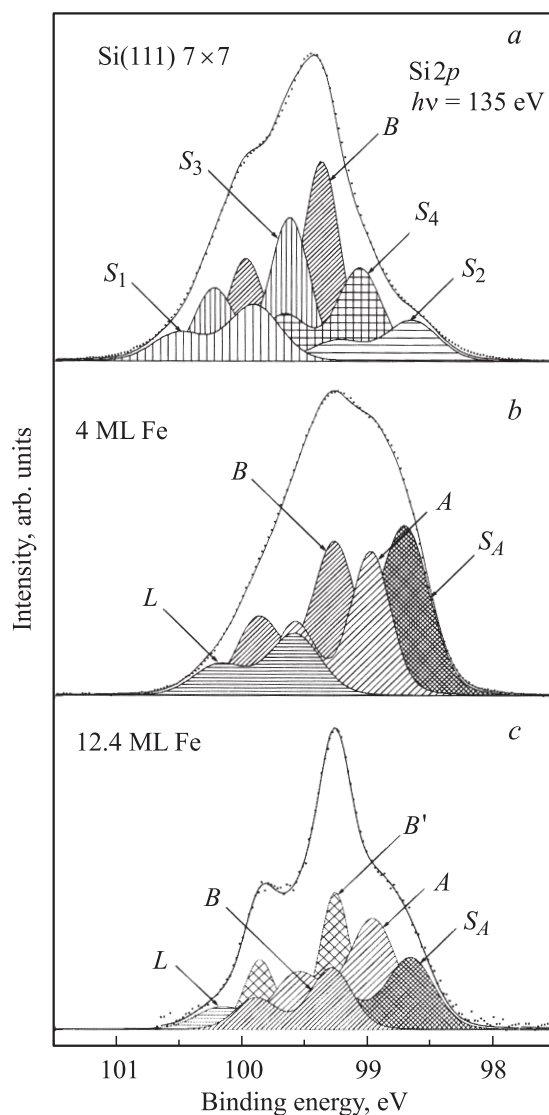 Si(111) 7 × 7
a
Si2p
hν = 135 eV
B
S3
S4
S1
S2
b
4 ML Fe
B
A
SA
L
c
12.4 ML Fe
B'
A
B
SA
L
101
100
99
98
Binding energy, eV
Intensity, arb. units